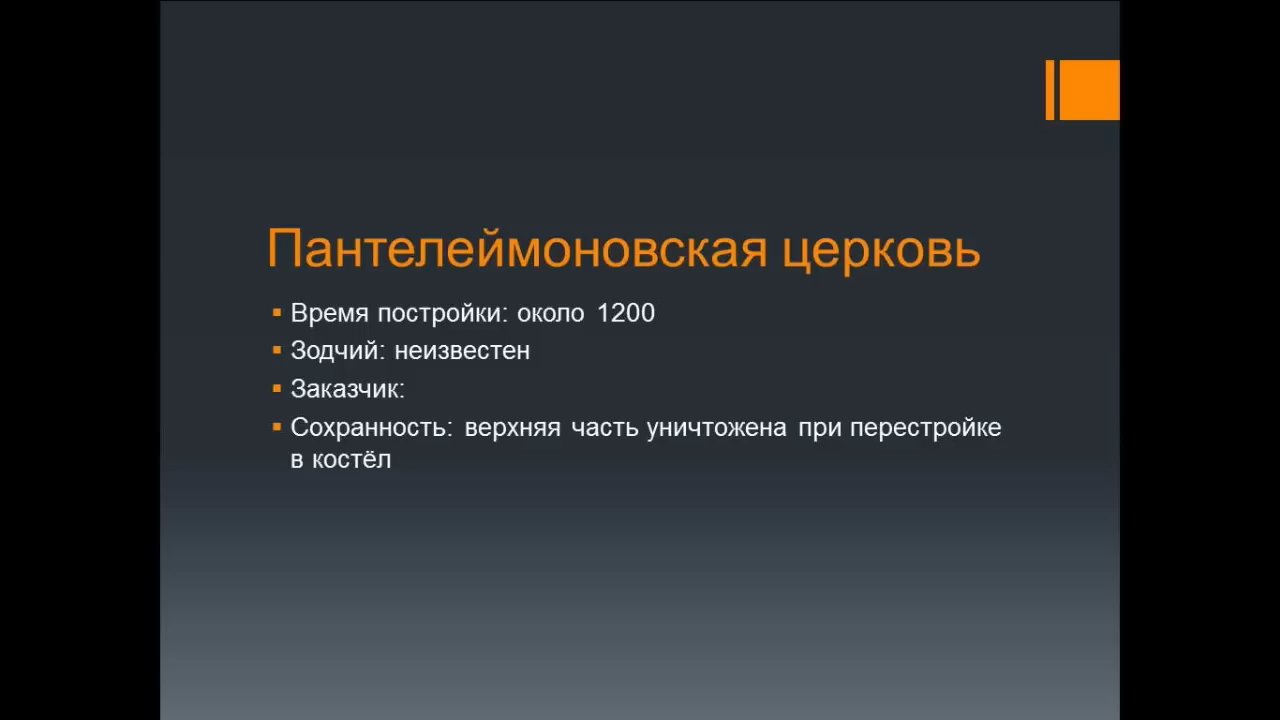 Пантелеймоновская церковь
Время постройки: около 1200
Зодчий: неизвестен
Заказчик:
Сохранность: верхняя часть уничтожена при перестройке
в костёл